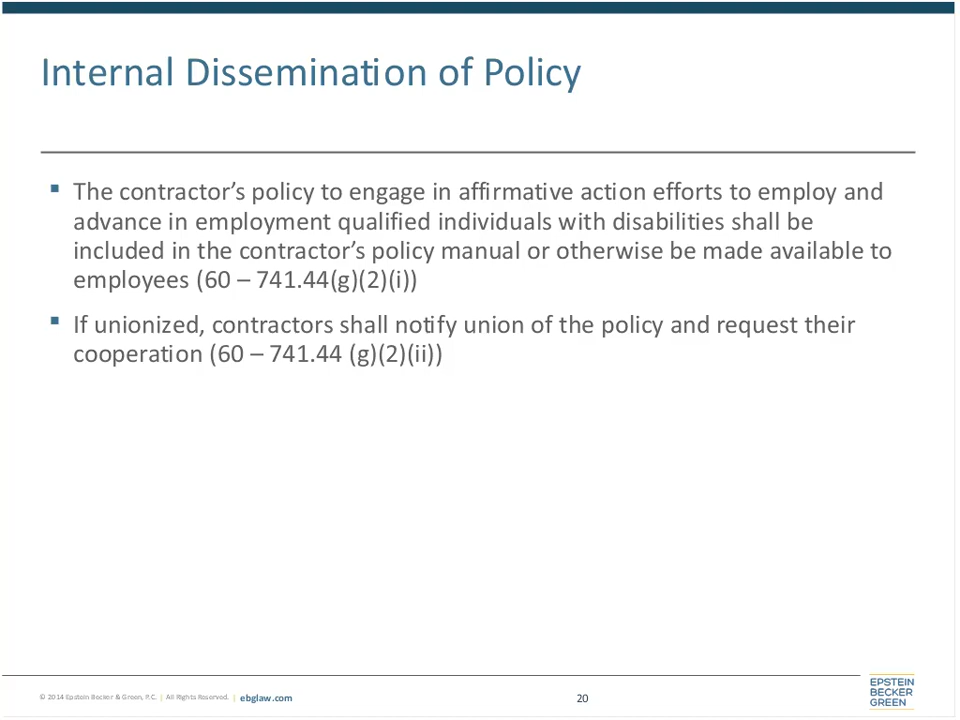 Internal Dissemination of Policy
▪ The contractor’s policy to engage in affirmative action efforts to employ and
advance in employment qualified individuals with disabilities shall be
included in the contractor’s policy manual or otherwise be made available to
employees (60 – 741.44(g)(2)(i))
▪ If unionized, contractors shall notify union of the policy and request their
cooperation (60 – 741.44 (g)(2)(ii))
© 2014 Epstein Becker & Green, P.C. | All Rights Reserved. | ebglaw.com
20
EPSTEIN
BECKER
GREEN